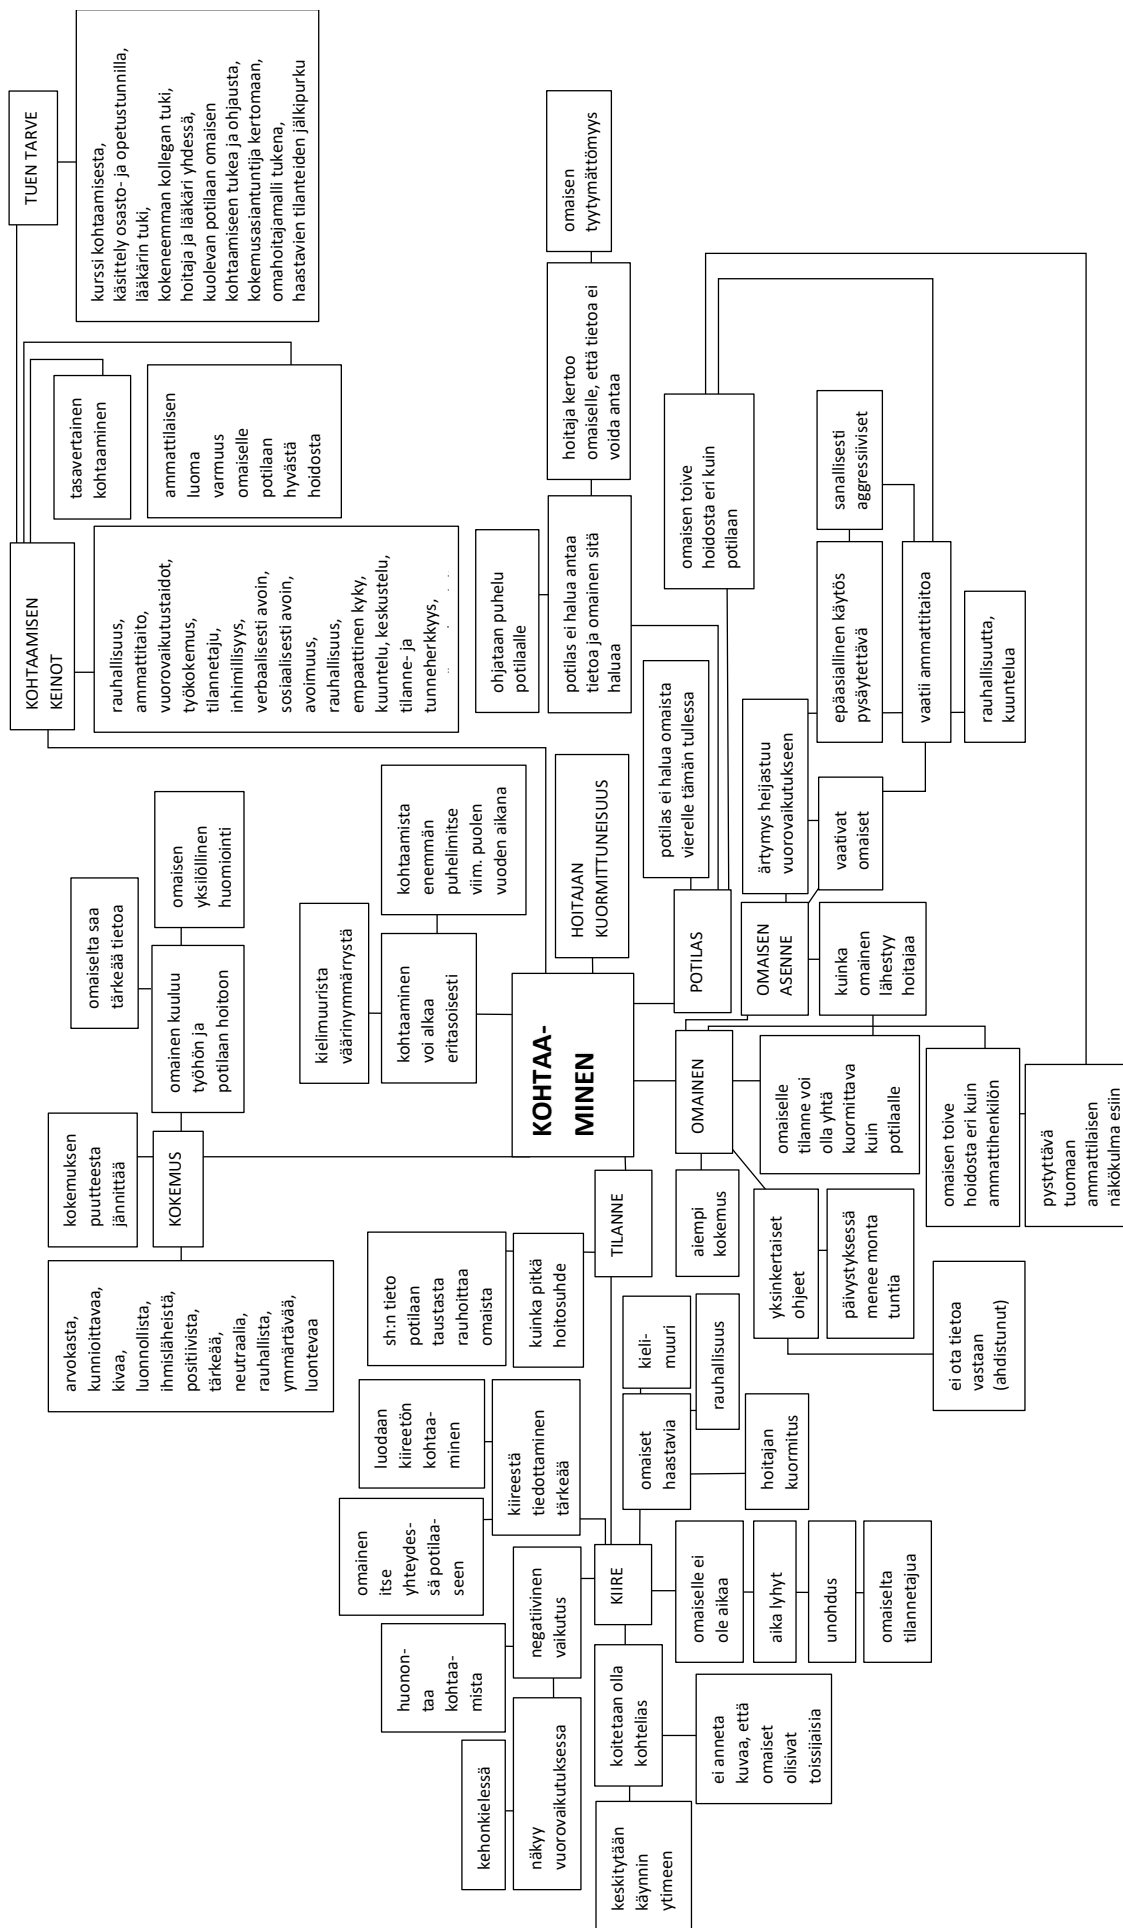 TUEN TARVE
kurssi kohtaamisesta,
käsittely osasto- ja opetustunnilla,
lääkärin tuki,
kokeneemman kollegan tuki,
hoitaja ja lääkäri yhdessä,
kuolevan potilaan omaisen
kohtaamiseen tukea ja ohjausta,
kokemusasiantuntija kertomaan,
omahoitajamalli tukena,
haastavien tilanteiden jälkipurku
KOHTAAMISEN
KEINOT
tasavertainen
kohtaaminen
ammattilaisen
luoma
varmuus
omaiselle
potilaan
hyvästä
hoidosta
rauhallisuus,
ammattitaito,
vuorovaikutustaidot,
työkokemus,
tilannetaju,
inhimillisyys,
verbaalisesti avoin,
sosiaalisesti avoin,
avoimuus,
rauhallisuus,
empaattinen kyky,
kuuntelu, keskustelu,
tilanne- ja
tunneherkkyys,
omaiselta saa
tärkeää tietoa
omaisen
yksilöllinen
huomiointi
omainen kuuluu
työhön ja
potilaan hoitoon
kokemuksen
puutteesta
jännittää
KOKEMUS
arvokasta,
kunnioittavaa,
kivaa,
luonnollista,
ihmisläheistä,
positiivista,
tärkeää,
neutraalia,
rauhallista,
ymmärtävää,
luontevaa
kielimuurista
väärinymmärrystä
kohtaamista
enemmän
puhelimitse
viim. puolen
vuoden aikana
kohtaaminen
voi alkaa
eritasoisesti
HOITAJAN
KUORMITTUNEISUUS
KOHTAA-
MINEN
omaisen
tyytymättömyys
hoitaja kertoo
omaiselle, että tietoa ei
voida antaa
ohjataan puhelu
potilaalle
potilas ei halua antaa
tietoa ja omainen sitä
haluaa
potilas ei halua omaista
vierelle tämän tullessa
POTILAS
omaisen toive
hoidosta eri kuin
potilaan
sanallisesti
aggressiiviset
epäasiallinen käytös
pysäytettävä
vaatii ammattitaitoa
rauhallisuutta,
kuuntelua
ärtymys heijastuu
vuorovaikutukseen
vaativat
omaiset
OMAISEN
ASENNE
kuinka
omainen
lähestyy
hoitajaa
OMAINEN
omaiselle
tilanne voi
olla yhtä
kuormittava
kuin
potilaalle
omaisen toive
hoidosta eri kuin
ammattihenkilön
pystyttävä
tuomaan
ammattilaisen
näkökulma esiin
aiempi
kokemus
yksinkertaiset
ohjeet
päivystyksessä
menee monta
tuntia
ei ota tietoa
vastaan
(ahdistunut)
TILANNE
sh:n tieto
potilaan
taustasta
rauhoittaa
omaista
kuinka pitkä
hoitosuhde
kieli-
muuri
rauhallisuus
omaiset
haastavia
hoitajan
kuormitus
luodaan
kiireetön
kohtaa-
minen
kiireestä
tiedottaminen
tärkeää
omainen
itse
yhteydes-
sä potilaa-
seen
KIIRE
omaiselle ei
ole aikaa
aika lyhyt
unohdus
omaiselta
tilannetajua
negatiivinen
vaikutus
huonon-
taa
kohtaa-
mista
näkyy
vuorovaikutuksessa
kehonkielessä
koitetaan olla
kohtelias
ei anneta
kuvaa, että
omaiset
olisivat
toissijaisia
keskitytään
käynnin
ytimeen